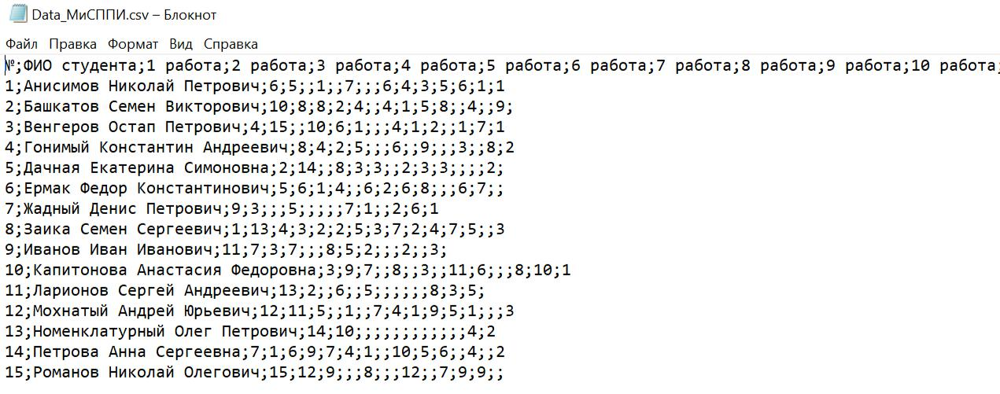 Data_МиСППИ.csv – Блокнот
Файл Правка Формат Вид Справка
№;ФИО студента;1 работа;2 работа;3 работа;4 работа;5 работа;6 работа;7 работа;8 работа;9 работа;10 работа;
1;Анисимов Николай Петрович;6;5;;1;;7;;;6;4;3;5;6;1;1
2;Башкатов Семен Викторович;10;8;8;2;4;;4;1;5;8;;4;;9;
3;Венгеров Остап Петрович;4;15;;10;6;1;;;4;1;2;;1;7;1
4;Гонимый Константин Андреевич;8;4;2;5;;;6;;9;;;3;;8;2
5;Дачная Екатерина Симоновна;2;14;;8;3;3;;2;3;3;;;;2;
6;Ермак Федор Константинович;5;6;1;4;;6;2;6;8;;;6;7;;
7;Жадный Денис Петрович;9;3;;;5;;;;;7;1;;2;6;1
8;Заика Семен Сергеевич;1;13;4;3;2;2;5;3;7;2;4;7;5;;3
9;Иванов Иван Иванович;11;7;3;7;;;8;5;2;;;2;;3;
10;Капитонова Анастасия Федоровна;3;9;7;;8;;3;;11;6;;;8;10;1
11;Ларионов Сергей Андреевич;13;2;;6;;5;;;;;;8;3;5;
12;Мохнатый Андрей Юрьевич;12;11;5;;1;;7;4;1;9;5;1;;;3
13;Номенклатурный Олег Петрович;14;10;;;;;;;;;;;;4;2
14;Петрова Анна Сергеевна;7;1;6;9;7;4;1;;10;5;6;;4;;2
15;Романов Николай Олегович;15;12;9;;;8;;;12;;7;9;9;;